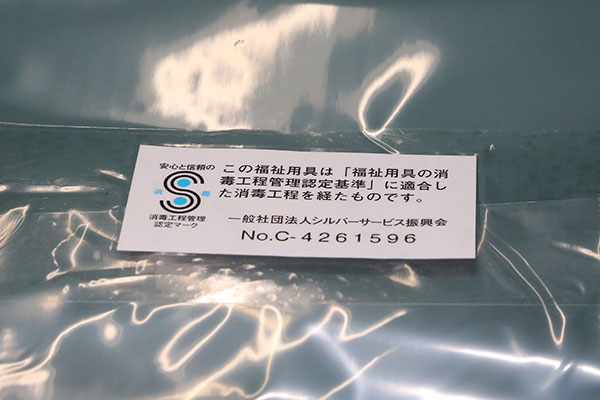 安心と信頼の
消 毒
消毒工程管理
認定マーク
この福祉用具は「福祉用具の消
毒工程管理認定基準」に適合し
た消毒工程を経たものです。
一般社団法人シルバーサービス振興会
No.C-4261596